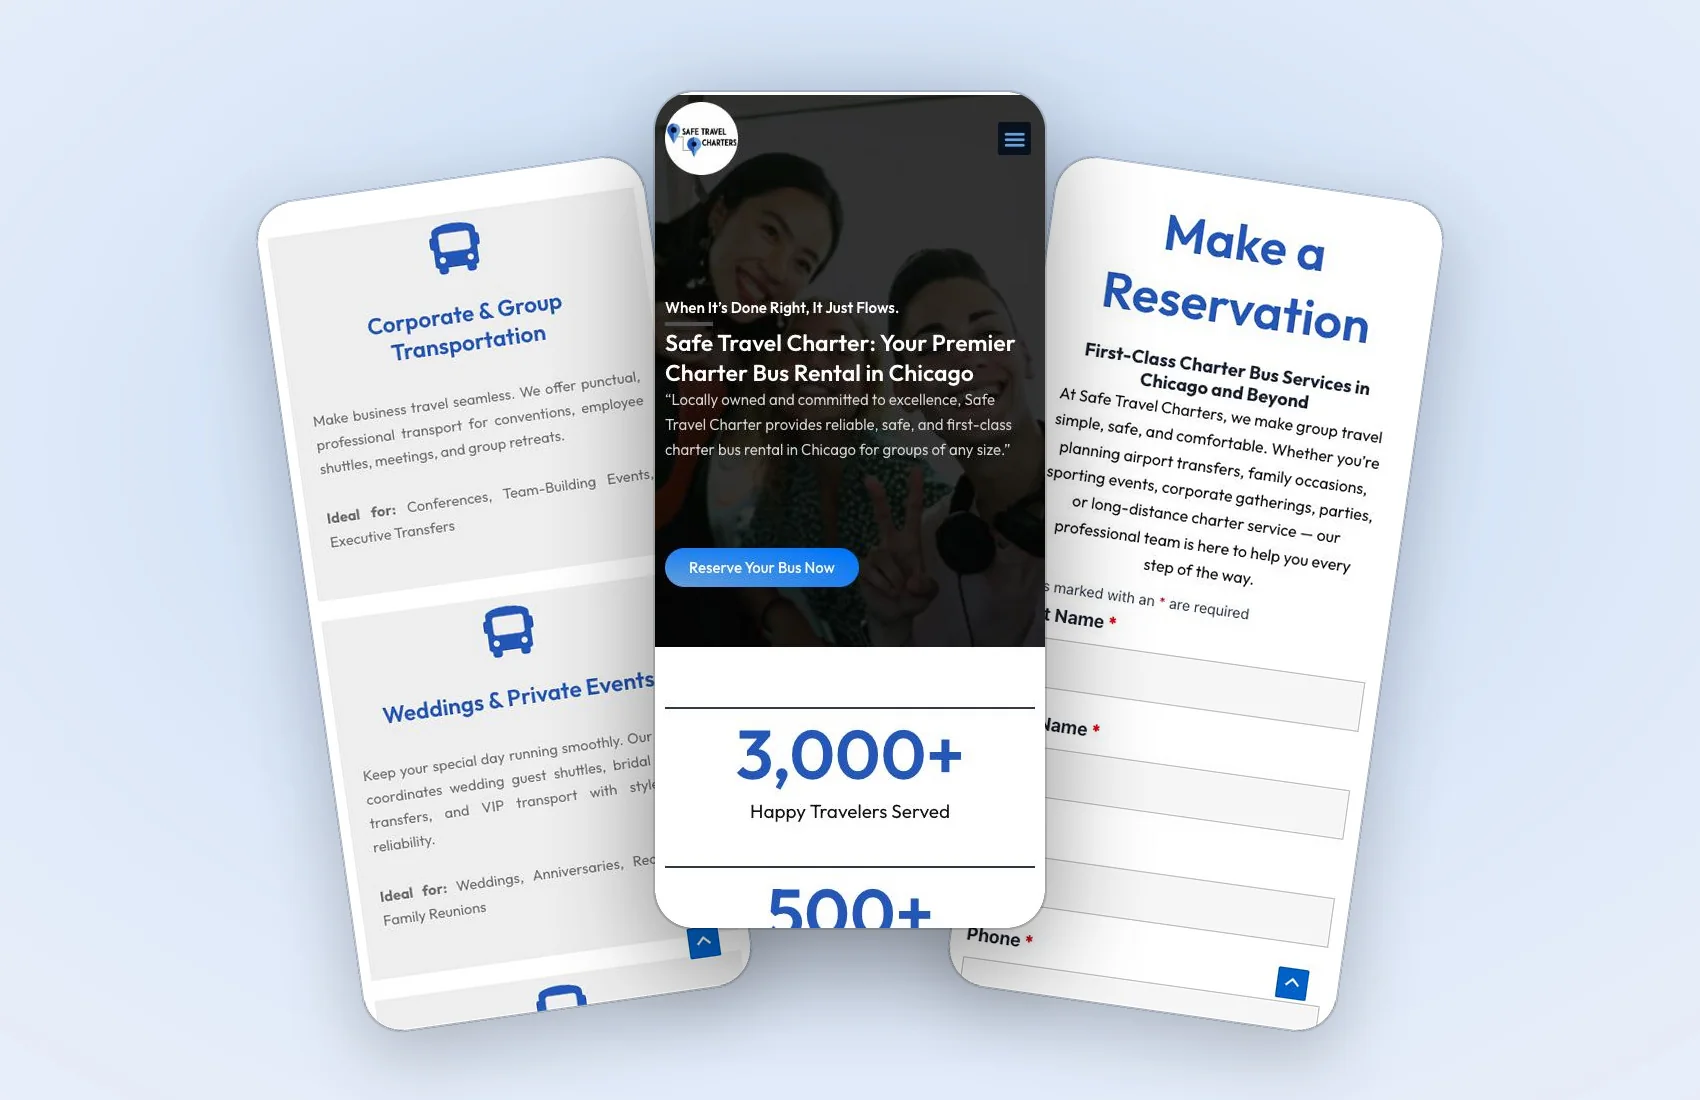 Corporate & Group
Transportation
Make business travel seamless. We offer punctual,
professional transport for conventions, employee
shuttles, meetings, and group retreats.
Ideal for: Conferences, Team-Building Events,
Executive Transfers
Weddings & Private Events
Keep your special day running smoothly. Our
coordinates wedding guest shuttles, bridal
transfers, and VIP transport with style
reliability.
Ideal for: Weddings, Anniversaries,
Family Reunions
SAFE TRAVEL
CHARTERS
When It's Done Right, It Just Flows.
Safe Travel Charter: Your Premier
Charter Bus Rental in Chicago
“Locally owned and committed to excellence, Safe
Travel Charter provides reliable, safe, and first-class
charter bus rental in Chicago for groups of any size.”
Reserve Your Bus Now
3,000+
Happy Travelers Served
500+
Make a
Reservation
First-Class Charter Bus Services in
Chicago and Beyond
At Safe Travel Charters, we make group travel
simple, safe, and comfortable. Whether you're
planning airport transfers, family occasions,
sporting events, corporate gatherings, parties,
or long-distance charter service — our
professional team is here to help you every
step of the way.
marked with an * are required
Name *
Name *
Phone *